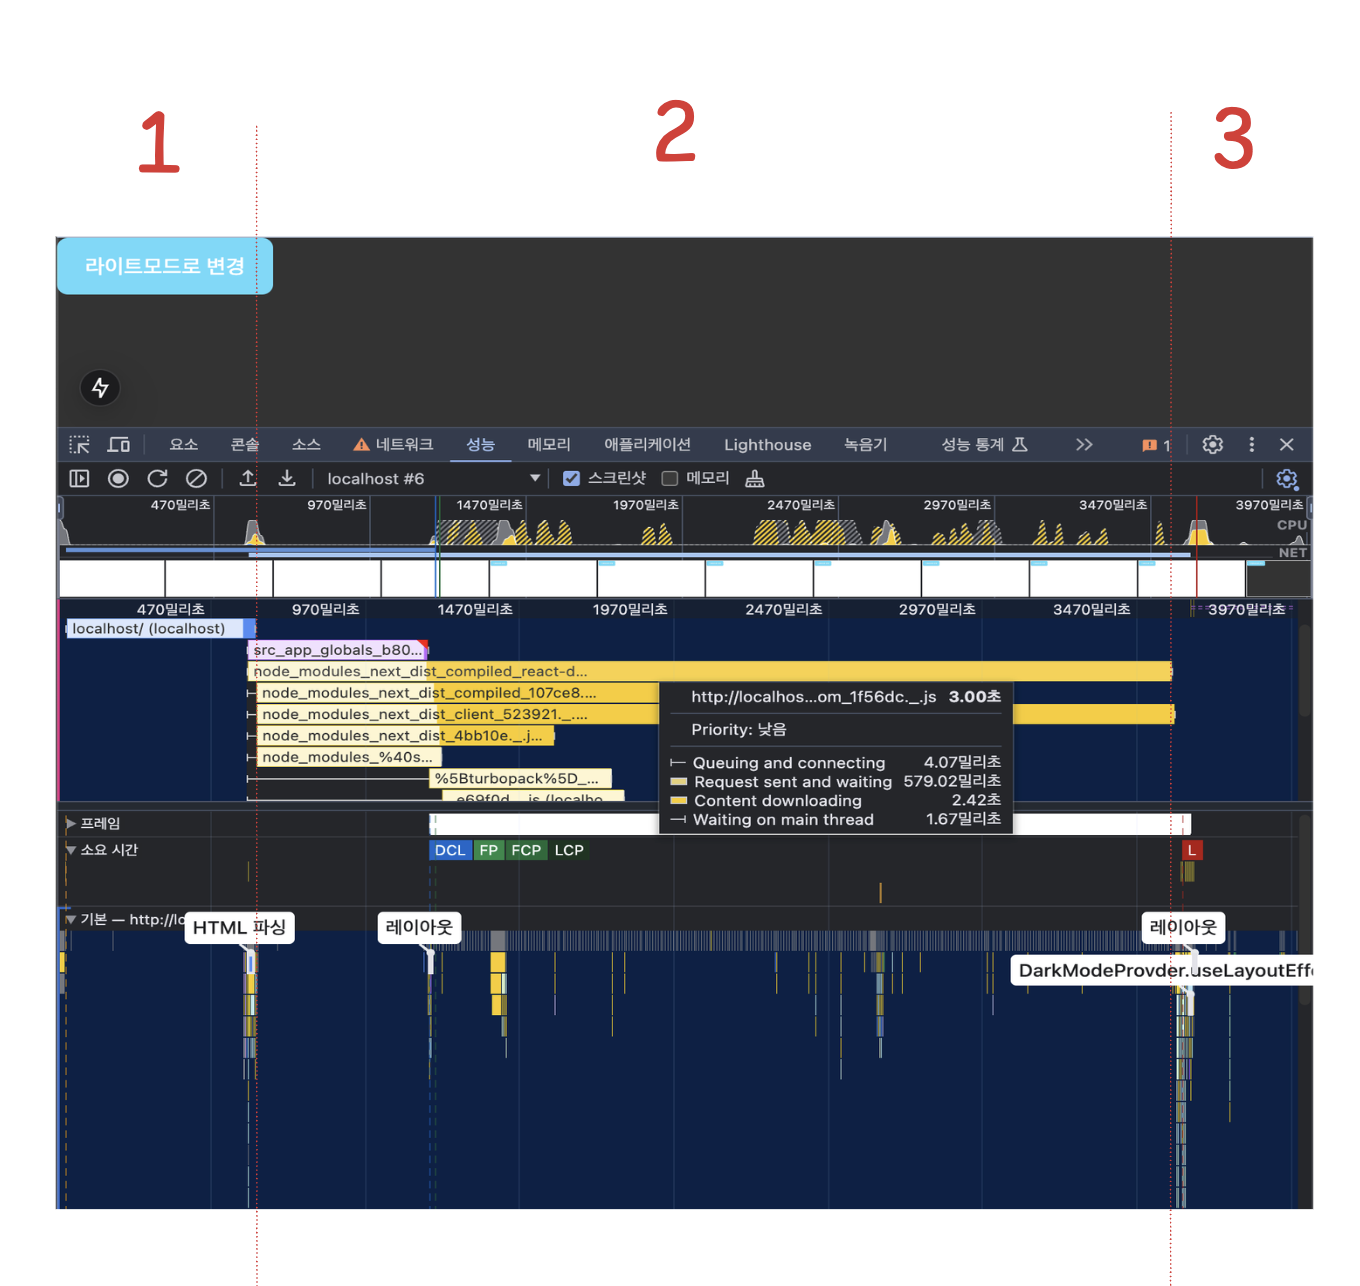 1 2 3
라이트모드로 변경
요소 콘솔 소스 네트워크 성능 메모리 애플리케이션 Lighthouse 녹음기 성능 통계 >> 1
localhost #6 스크린샷 메모리
470밀리초 970밀리초 1470밀리초 1970밀리초 2470밀리초 2970밀리초 3470밀리초 3970밀리초
CPU
NET
470밀리초 970밀리초 1470밀리초 1970밀리초 2470밀리초 2970밀리초 3470밀리초 3970밀리초
localhost/ (localhost)
src_app_globals_b80...
node_modules_next_dist_compiled_react-d...
node_modules_next_dist_compiled_107ce8....
node_modules_next_dist_client_523921._....
node_modules_next_dist_4bb10e._.j...
node_modules_%40s...
%5Bturbopack%5D_...
e69f0d._.js (localho
http://localhos...om_1f56dc._.js 3.00초
Priority: 낮음
Queuing and connecting 4.07밀리초
Request sent and waiting 579.02밀리초
Content downloading 2.42초
Waiting on main thread 1.67밀리초
프레임
소요 시간 DCL FP FCP LCP L
기본 — http://lo
HTML 파싱 레이아웃 레이아웃
DarkModeProvder.useLayoutEffe